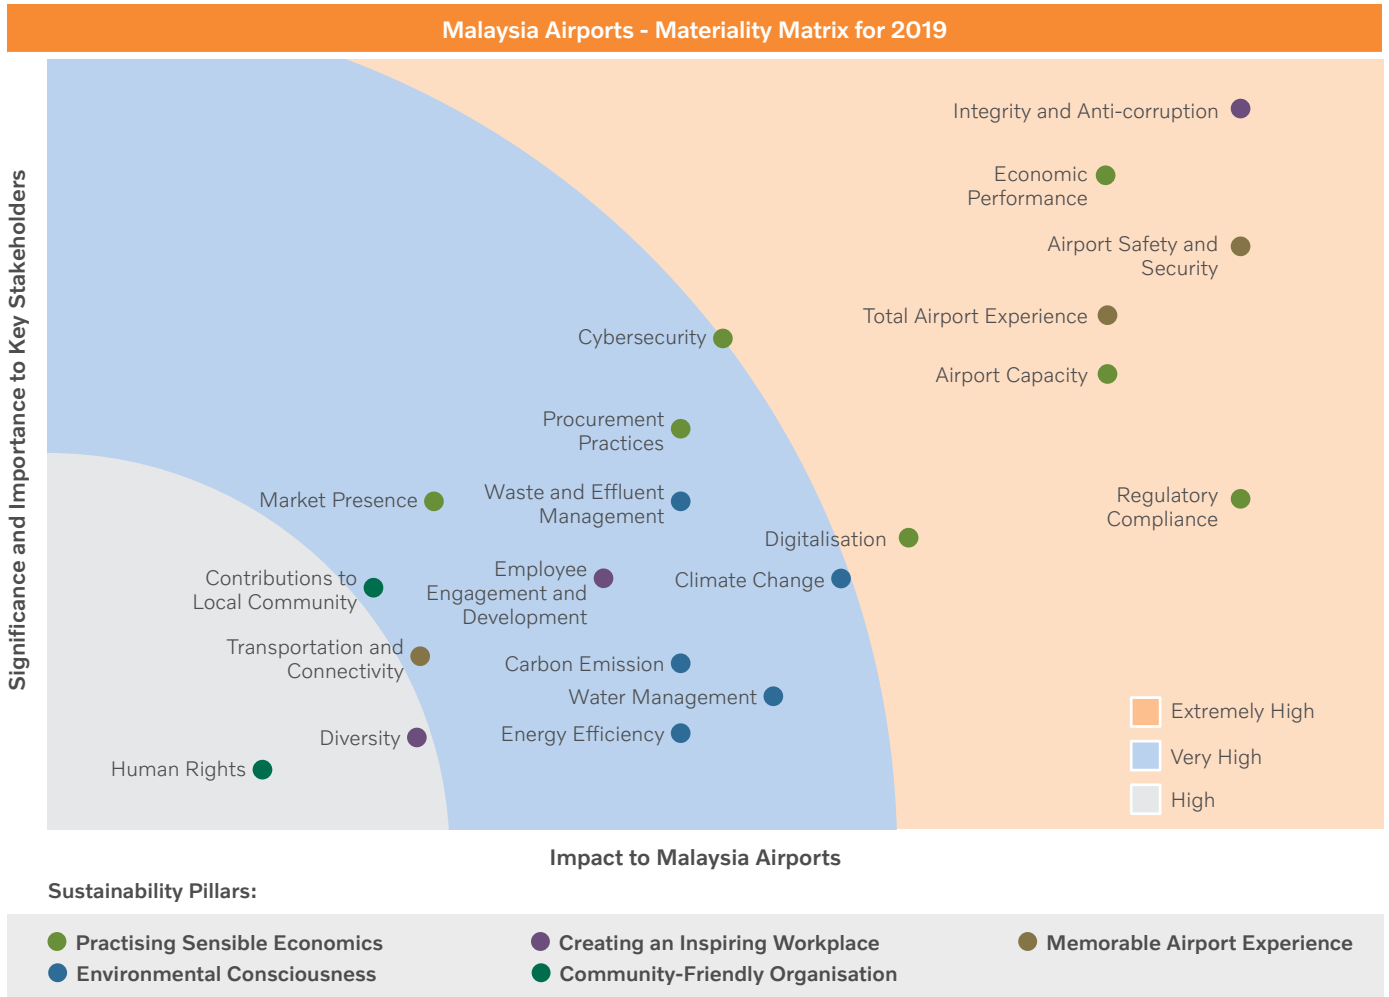 Malaysia Airports - Materiality Matrix for 2019
Significance and Importance to Key Stakeholders
Integrity and Anti-corruption
Economic
Performance
Airport Safety and
Security
Total Airport Experience
Cybersecurity
Airport Capacity
Procurement
Practices
Market Presence
Waste and Effluent
Management
Regulatory
Compliance
Digitalisation
Contributions to
Local Community
Employee
Engagement and
Development
Climate Change
Transportation and
Connectivity
Carbon Emission
Water Management
Energy Efficiency
Diversity
Human Rights
Extremely High
Very High
High
Impact to Malaysia Airports
Sustainability Pillars:
Practising Sensible Economics
Creating an Inspiring Workplace
Memorable Airport Experience
Environmental Consciousness
Community-Friendly Organisation